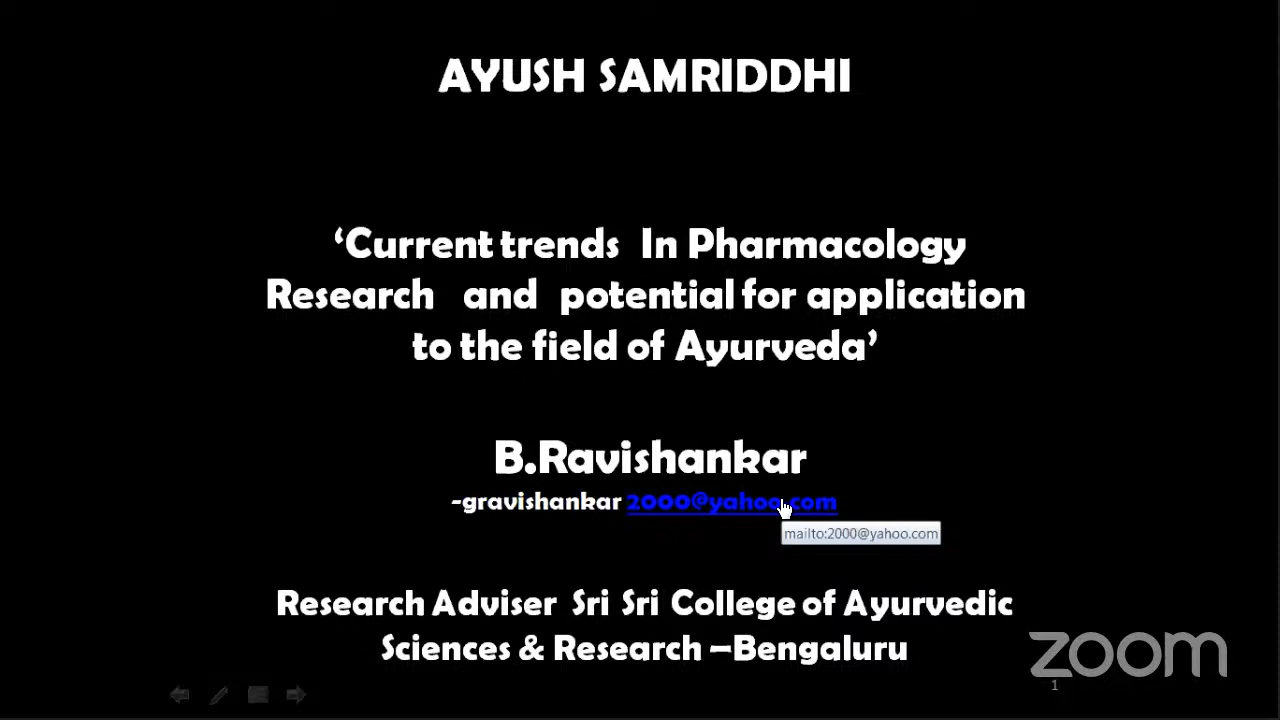 AYUSH SAMRIDDHI
‘Current trends In Pharmacology
Research and potential for application
to the field of Ayurveda’
B.Ravishankar
-gravishankar 2000@yahoo.com
mailto:2000@yahoo.com
Research Adviser Sri Sri College of Ayurvedic
Sciences & Research –Bengaluru
zoom
1